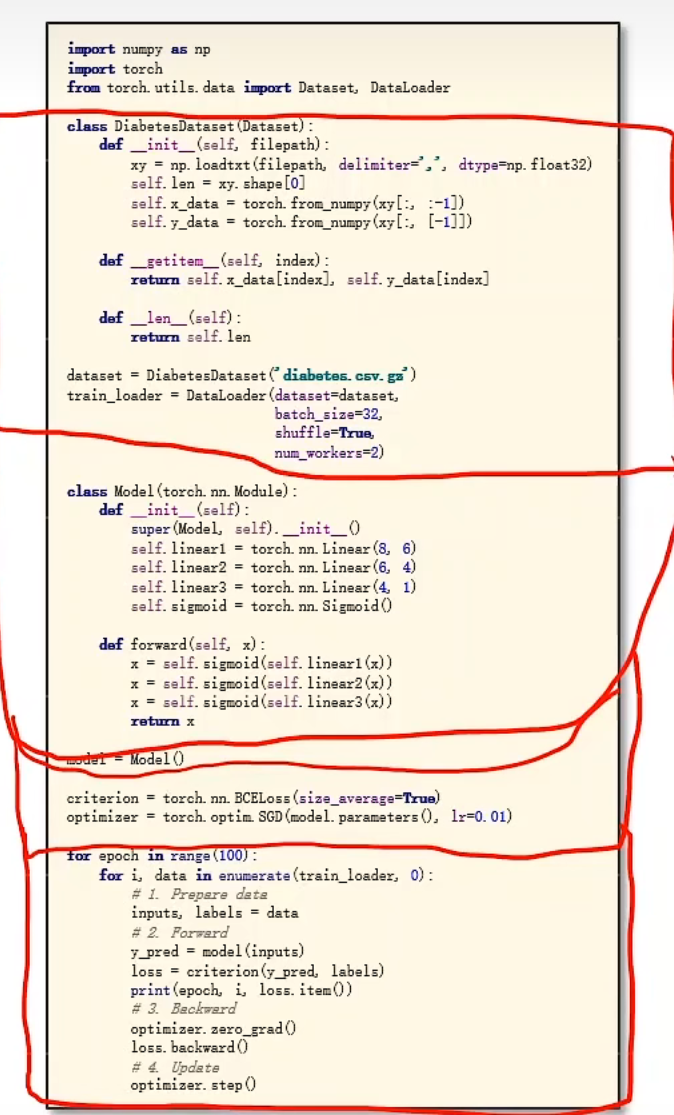 import numpy as np
import torch
from torch.utils.data import Dataset, DataLoader
class DiabetesDataset(Dataset):
    def __init__(self, filepath):
        xy = np.loadtxt(filepath, delimiter=',', dtype=np.float32)
        self.len = xy.shape[0]
        self.x_data = torch.from_numpy(xy[:, :-1])
        self.y_data = torch.from_numpy(xy[:, [-1]])
    def __getitem__(self, index):
        return self.x_data[index], self.y_data[index]
    def __len__(self):
        return self.len
dataset = DiabetesDataset('diabetes.csv.gz')
train_loader = DataLoader(dataset=dataset,
                          batch_size=32,
                          shuffle=True,
                          num_workers=2)
class Model(torch.nn.Module):
    def __init__(self):
        super(Model, self).__init__()
        self.linear1 = torch.nn.Linear(8, 6)
        self.linear2 = torch.nn.Linear(6, 4)
        self.linear3 = torch.nn.Linear(4, 1)
        self.sigmoid = torch.nn.Sigmoid()
    def forward(self, x):
        x = self.sigmoid(self.linear1(x))
        x = self.sigmoid(self.linear2(x))
        x = self.sigmoid(self.linear3(x))
        return x
model = Model()
criterion = torch.nn.BCELoss(size_average=True)
optimizer = torch.optim.SGD(model.parameters(), lr=0.01)
for epoch in range(100):
    for i, data in enumerate(train_loader, 0):
        # 1. Prepare data
        inputs, labels = data
        # 2. Forward
        y_pred = model(inputs)
        loss = criterion(y_pred, labels)
        print(epoch, i, loss.item())
        # 3. Backward
        optimizer.zero_grad()
        loss.backward()
        # 4. Update
        optimizer.step()